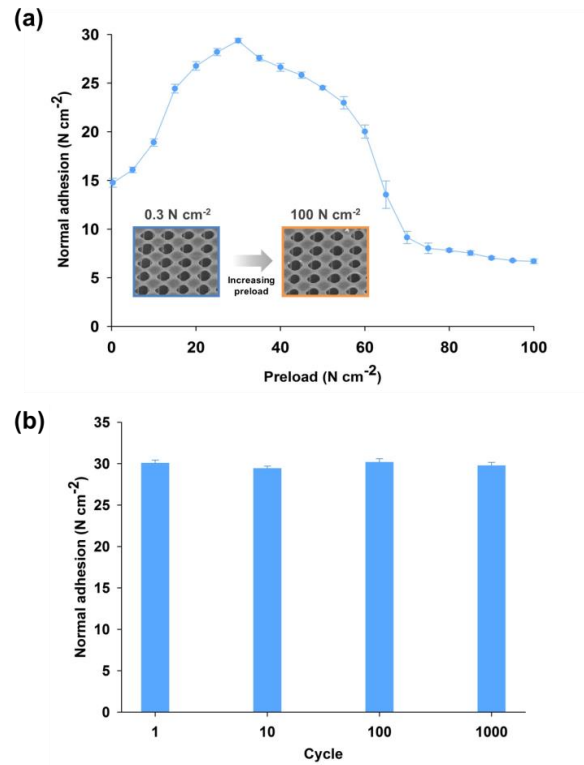 (a)
Normal adhesion (N cm-2)
35
30
25
20
15
10
5
0
0.3 N cm-2
100 N cm-2
Increasing
preload
0
20
40
60
80
100
Preload (N cm-2)
(b)
Normal adhesion (N cm-2)
35
30
25
20
15
10
5
0
1
10
100
1000
Cycle